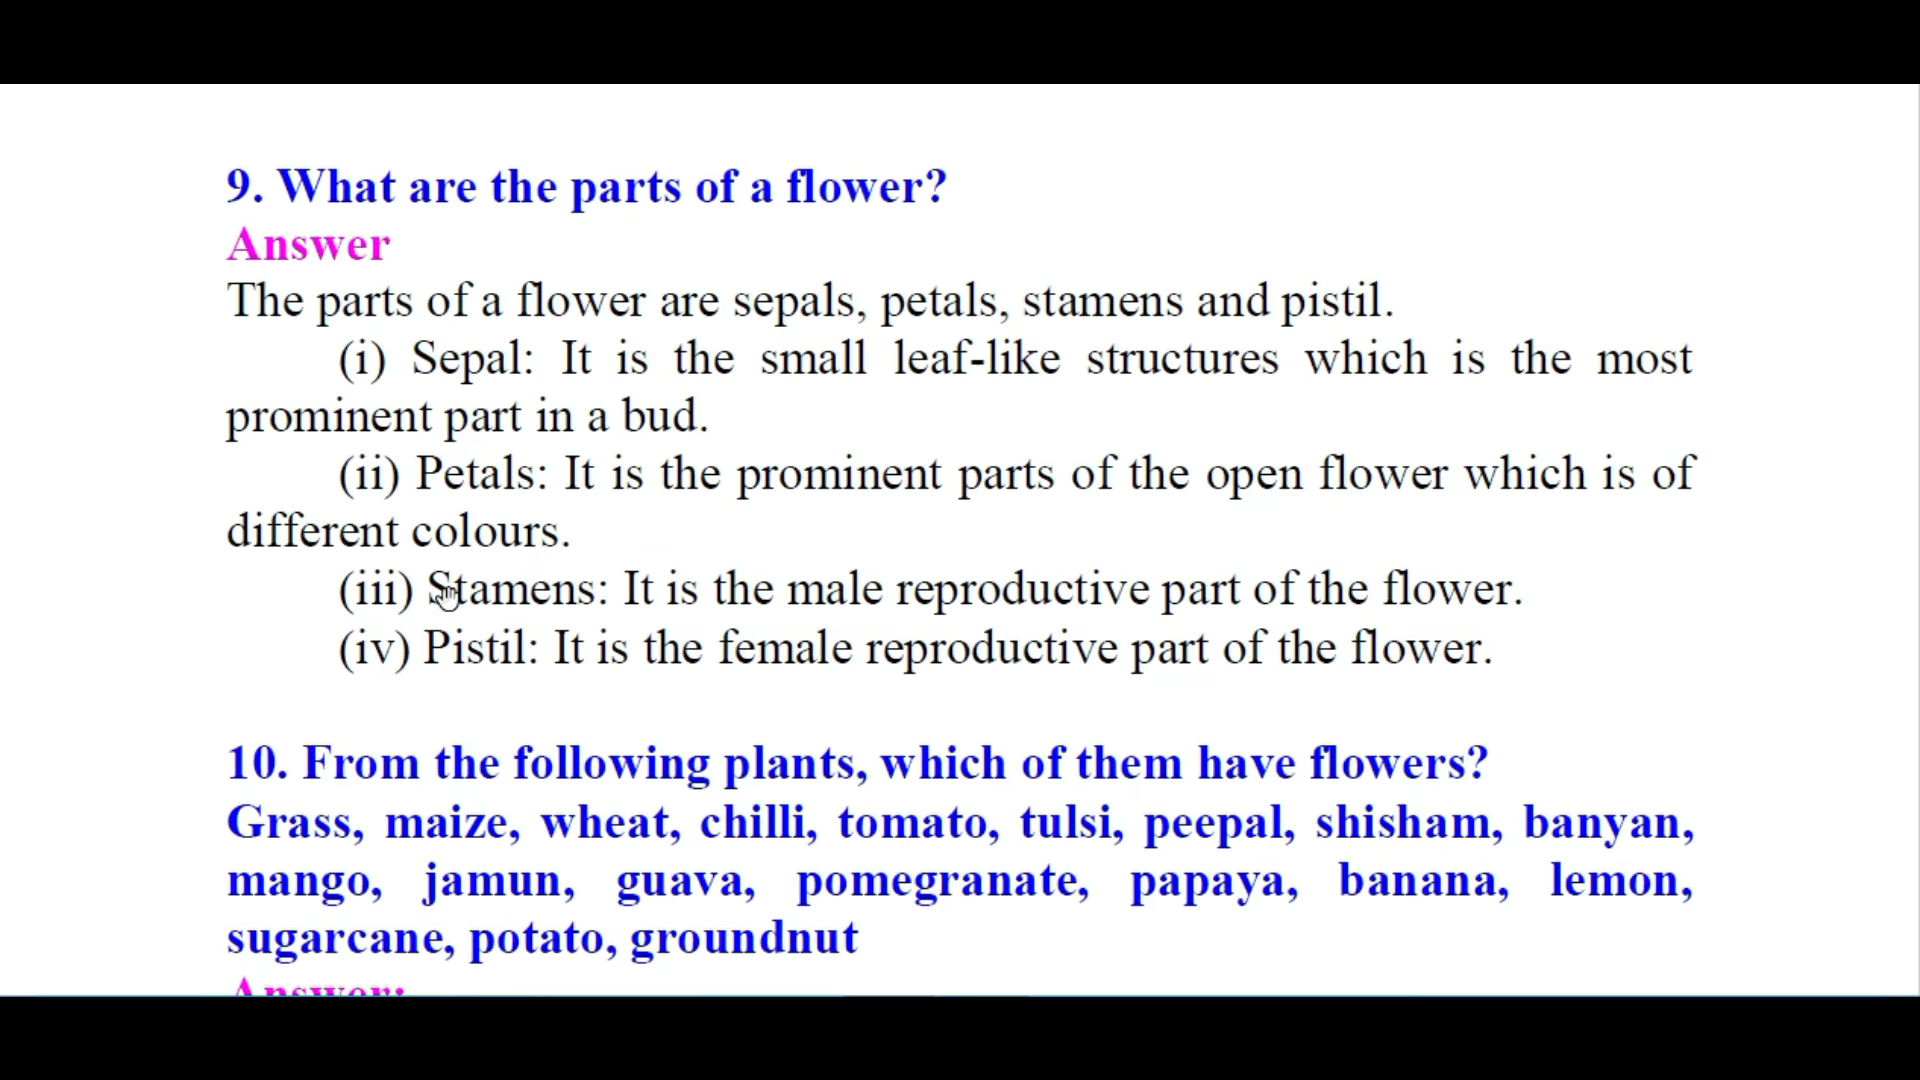 9. What are the parts of a flower?
Answer
The parts of a flower are sepals, petals, stamens and pistil.
(i) Sepal: It is the small leaf-like structures which is the most
prominent part in a bud.
(ii) Petals: It is the prominent parts of the open flower which is of
different colours.
(iii) Stamens: It is the male reproductive part of the flower.
(iv) Pistil: It is the female reproductive part of the flower.
10. From the following plants, which of them have flowers?
Grass, maize, wheat, chilli, tomato, tulsi, peepal, shisham, banyan,
mango, jamun, guava, pomegranate, papaya, banana, lemon,
sugarcane, potato, groundnut
Answer: